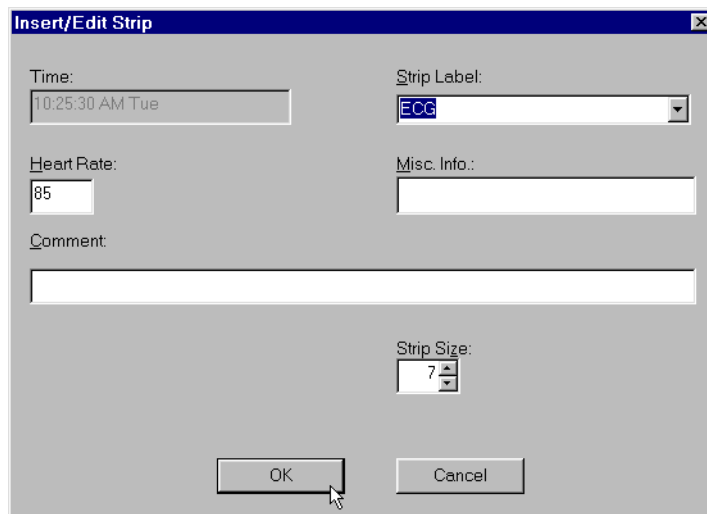 Insert/Edit Strip
Time:
Strip Label:
10:25:30 AM Tue
ECG
Heart Rate:
Misc. Info.:
85
Comment:
Strip Size:
7
OK
Cancel